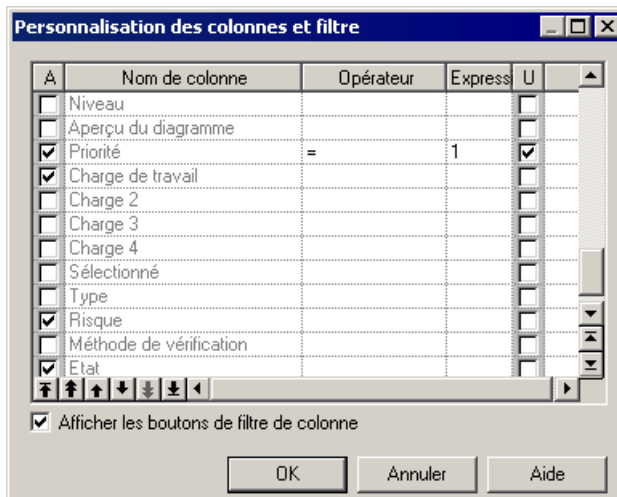 Personnalisation des colonnes et filtre
A Nom de colonne Opérateur Express U
Niveau
Aperçu du diagramme
Priorité = 1
Charge de travail
Charge 2
Charge 3
Charge 4
Sélectionné
Type
Risque
Méthode de vérification
Etat
Afficher les boutons de filtre de colonne
OK Annuler Aide